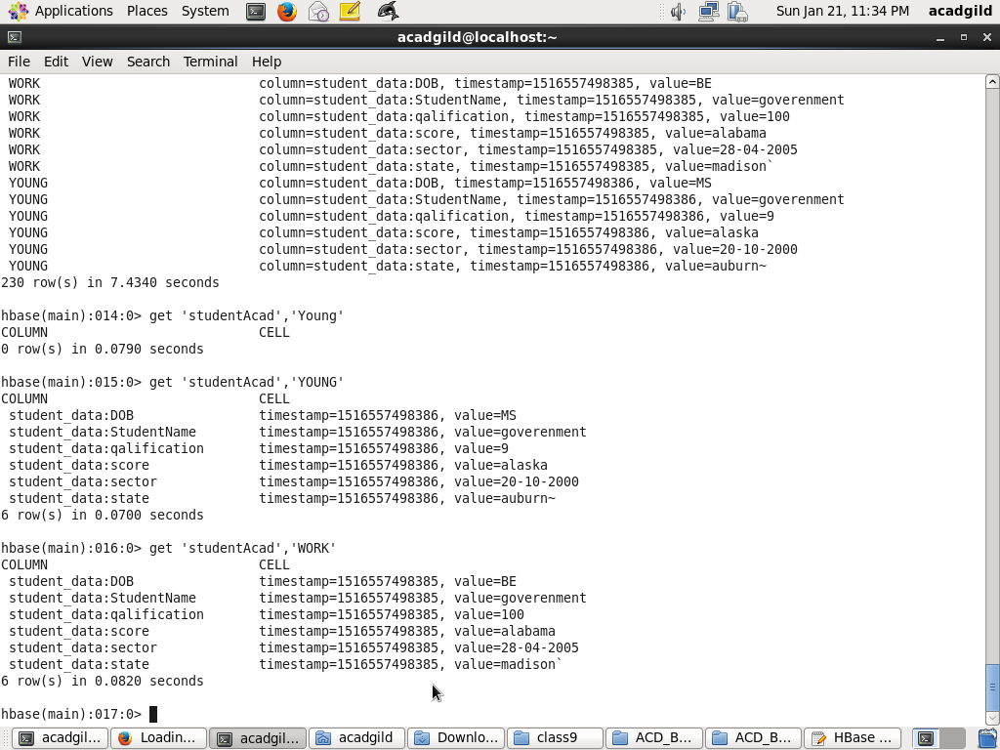 Applications Places System Sun Jan 21, 11:34 PM acadgild
acadgild@localhost:~
File Edit View Search Terminal Help
WORK column=student_data:DOB, timestamp=1516557498385, value=BE
WORK column=student_data:StudentName, timestamp=1516557498385, value=goverenment
WORK column=student_data:qalification, timestamp=1516557498385, value=100
WORK column=student_data:score, timestamp=1516557498385, value=alabama
WORK column=student_data:sector, timestamp=1516557498385, value=28-04-2005
WORK column=student_data:state, timestamp=1516557498385, value=madison`
YOUNG column=student_data:DOB, timestamp=1516557498386, value=MS
YOUNG column=student_data:StudentName, timestamp=1516557498386, value=goverenment
YOUNG column=student_data:qalification, timestamp=1516557498386, value=9
YOUNG column=student_data:score, timestamp=1516557498386, value=alaska
YOUNG column=student_data:sector, timestamp=1516557498386, value=20-10-2000
YOUNG column=student_data:state, timestamp=1516557498386, value=auburn~
230 row(s) in 7.4340 seconds
hbase(main):014:0> get 'studentAcad','Young'
COLUMN CELL
0 row(s) in 0.0790 seconds
hbase(main):015:0> get 'studentAcad','YOUNG'
COLUMN CELL
student_data:DOB timestamp=1516557498386, value=MS
student_data:StudentName timestamp=1516557498386, value=goverenment
student_data:qalification timestamp=1516557498386, value=9
student_data:score timestamp=1516557498386, value=alaska
student_data:sector timestamp=1516557498386, value=20-10-2000
student_data:state timestamp=1516557498386, value=auburn~
6 row(s) in 0.0700 seconds
hbase(main):016:0> get 'studentAcad','WORK'
COLUMN CELL
student_data:DOB timestamp=1516557498385, value=BE
student_data:StudentName timestamp=1516557498385, value=goverenment
student_data:qalification timestamp=1516557498385, value=100
student_data:score timestamp=1516557498385, value=alabama
student_data:sector timestamp=1516557498385, value=28-04-2005
student_data:state timestamp=1516557498385, value=madison`
6 row(s) in 0.0820 seconds
hbase(main):017:0>
acadgil... Loadin... acadgil... acadgild Downlo... class9 ACD_B... ACD_B... HBase ...